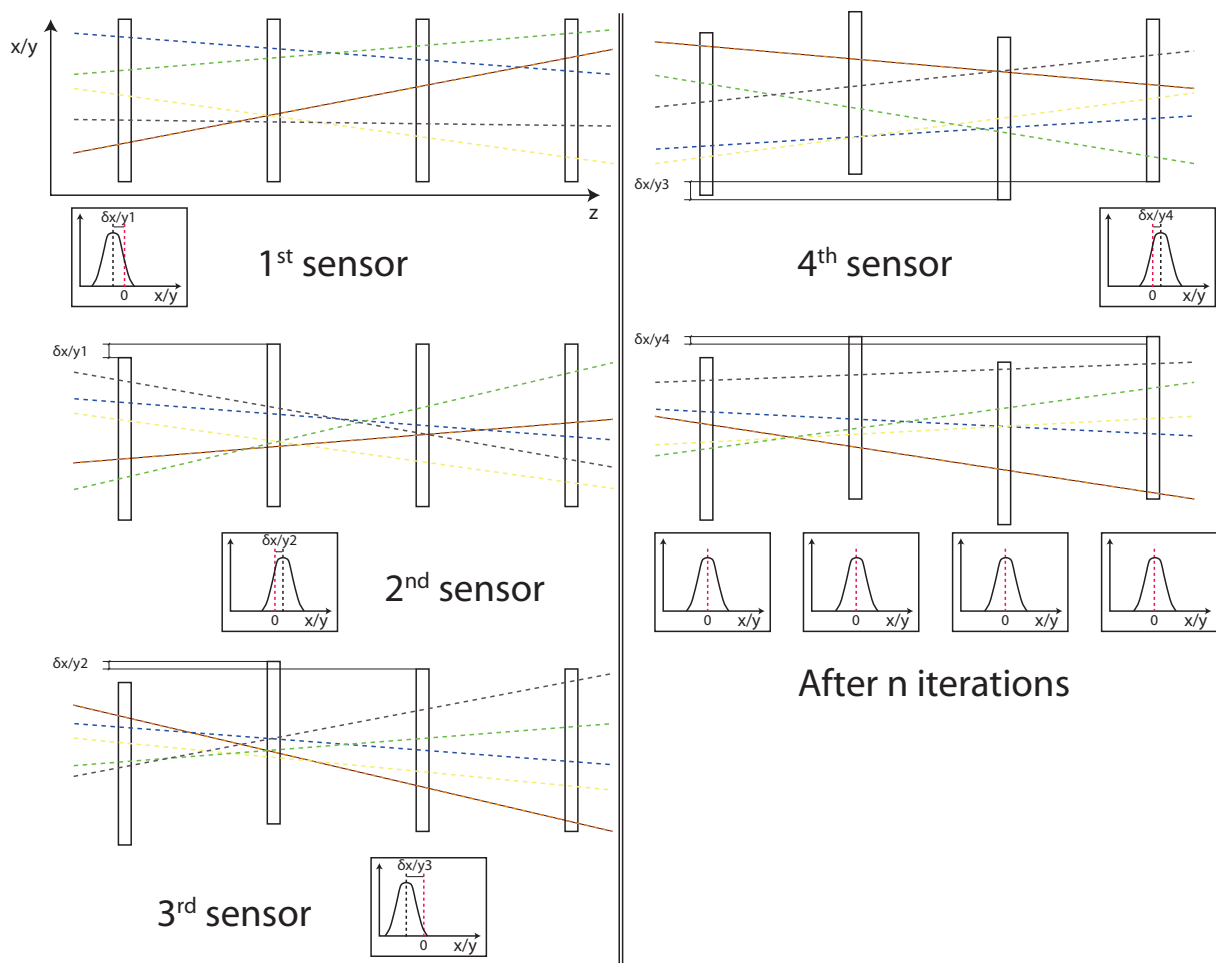 x/y
z
δx/y1
0
x/y
1st sensor
δx/y1
δx/y2
0
x/y
2nd sensor
δx/y2
δx/y3
0
x/y
3rd sensor
δx/y3
δx/y4
0
x/y
4th sensor
δx/y4
0
x/y
0
x/y
0
x/y
0
x/y
After n iterations